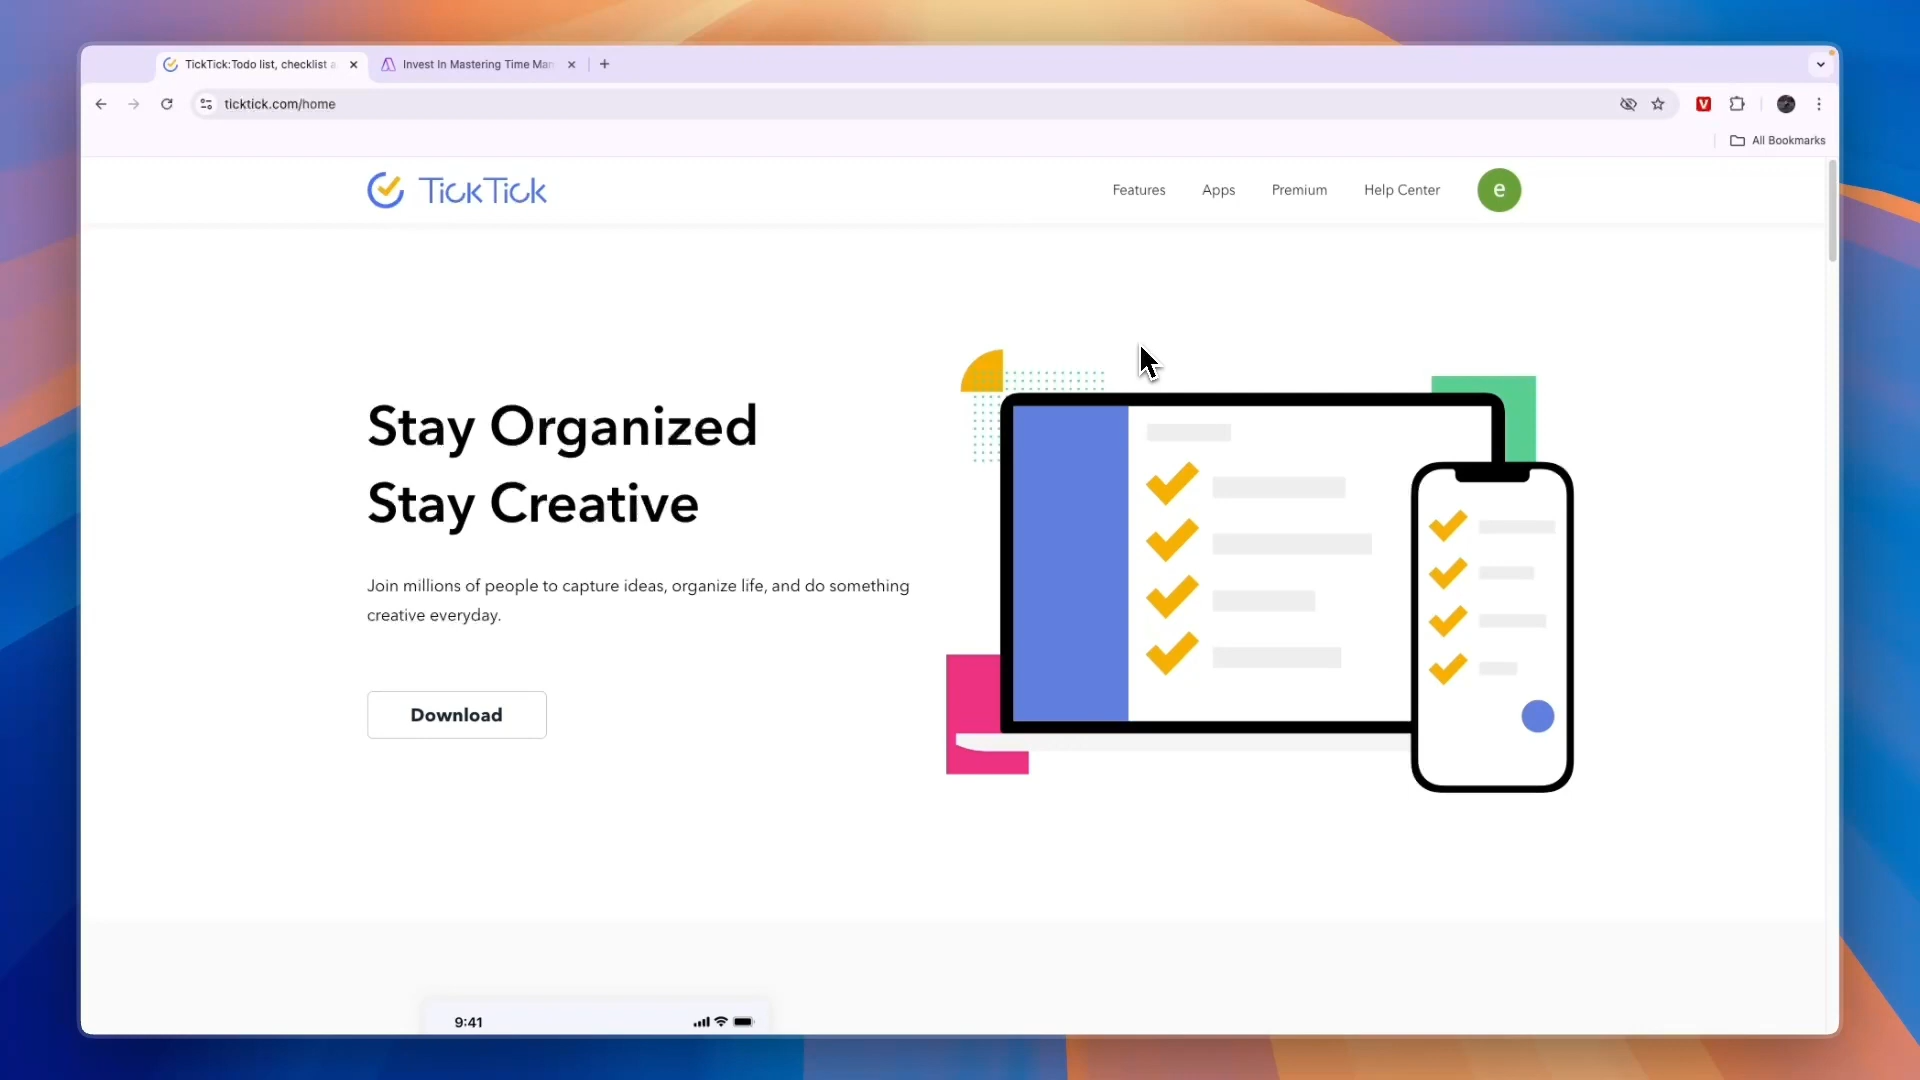 TickTick:Todo list, checklist a
Invest In Mastering Time Man
ticktick.com/home
V
All Bookmarks
TickTick
Features
Apps
Premium
Help Center
e
Stay Organized
Stay Creative
Join millions of people to capture ideas, organize life, and do something
creative everyday.
Download
9:41